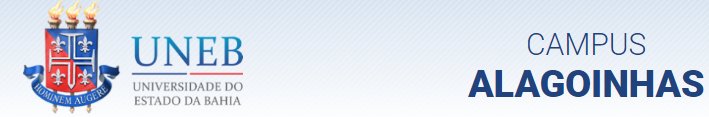 HOMINEM AUGERE
UNEB
UNIVERSIDADE DO
ESTADO DA BAHIA
CAMPUS
ALAGOINHAS